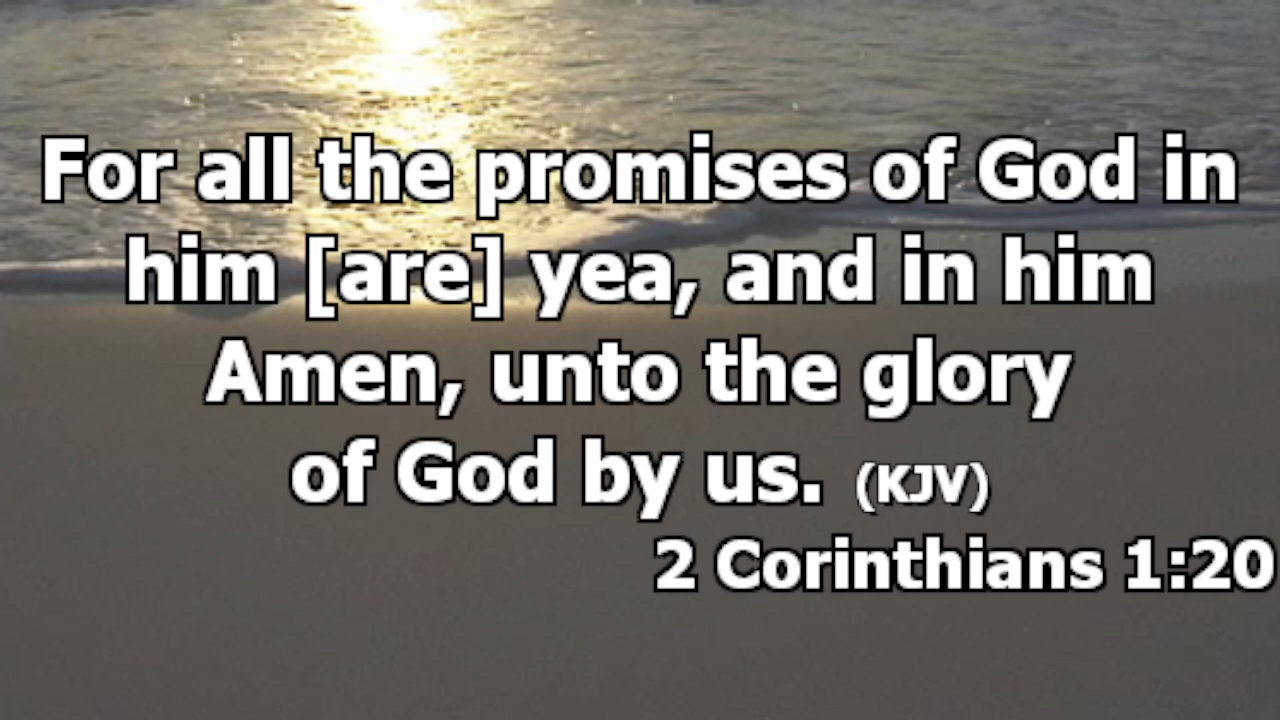 For all the promises of God in
him [are] yea, and in him
Amen, unto the glory
of God by us. (KJV)
2 Corinthians 1:20